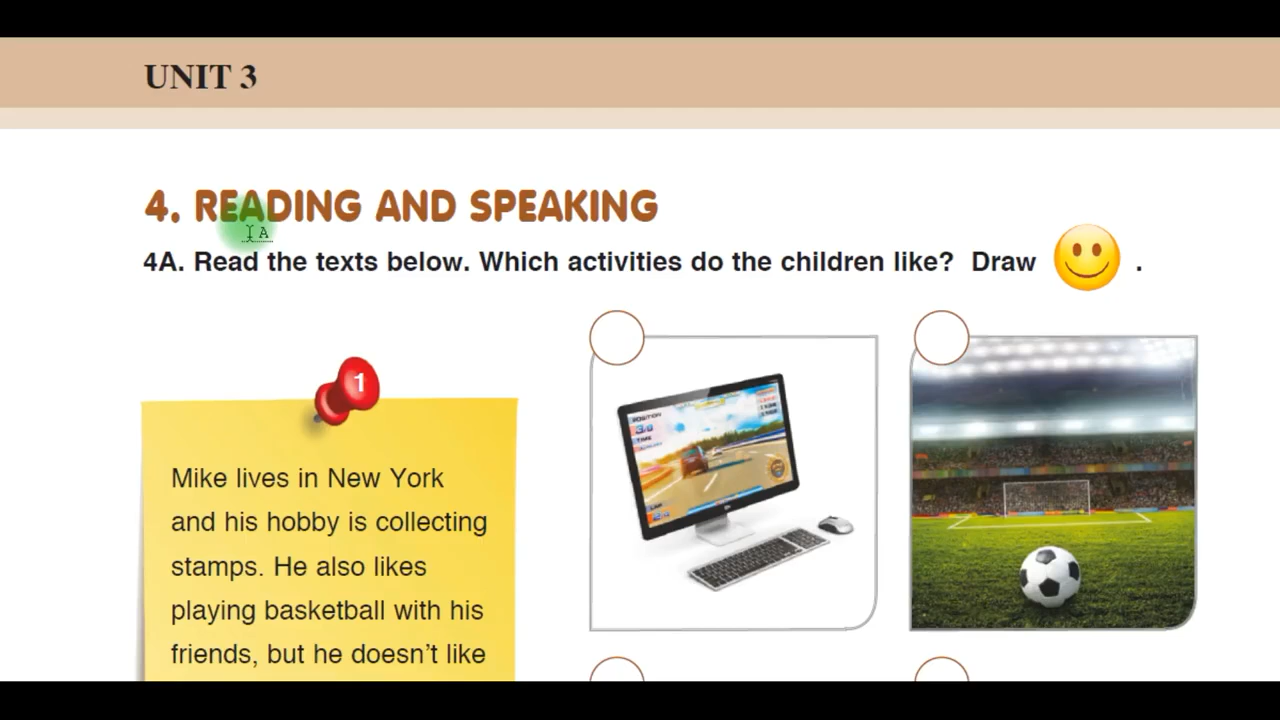 UNIT 3
4. READING AND SPEAKING
4A. Read the texts below. Which activities do the children like? Draw .
1
Mike lives in New York
and his hobby is collecting
stamps. He also likes
playing basketball with his
friends, but he doesn't like
POSITION
TIME